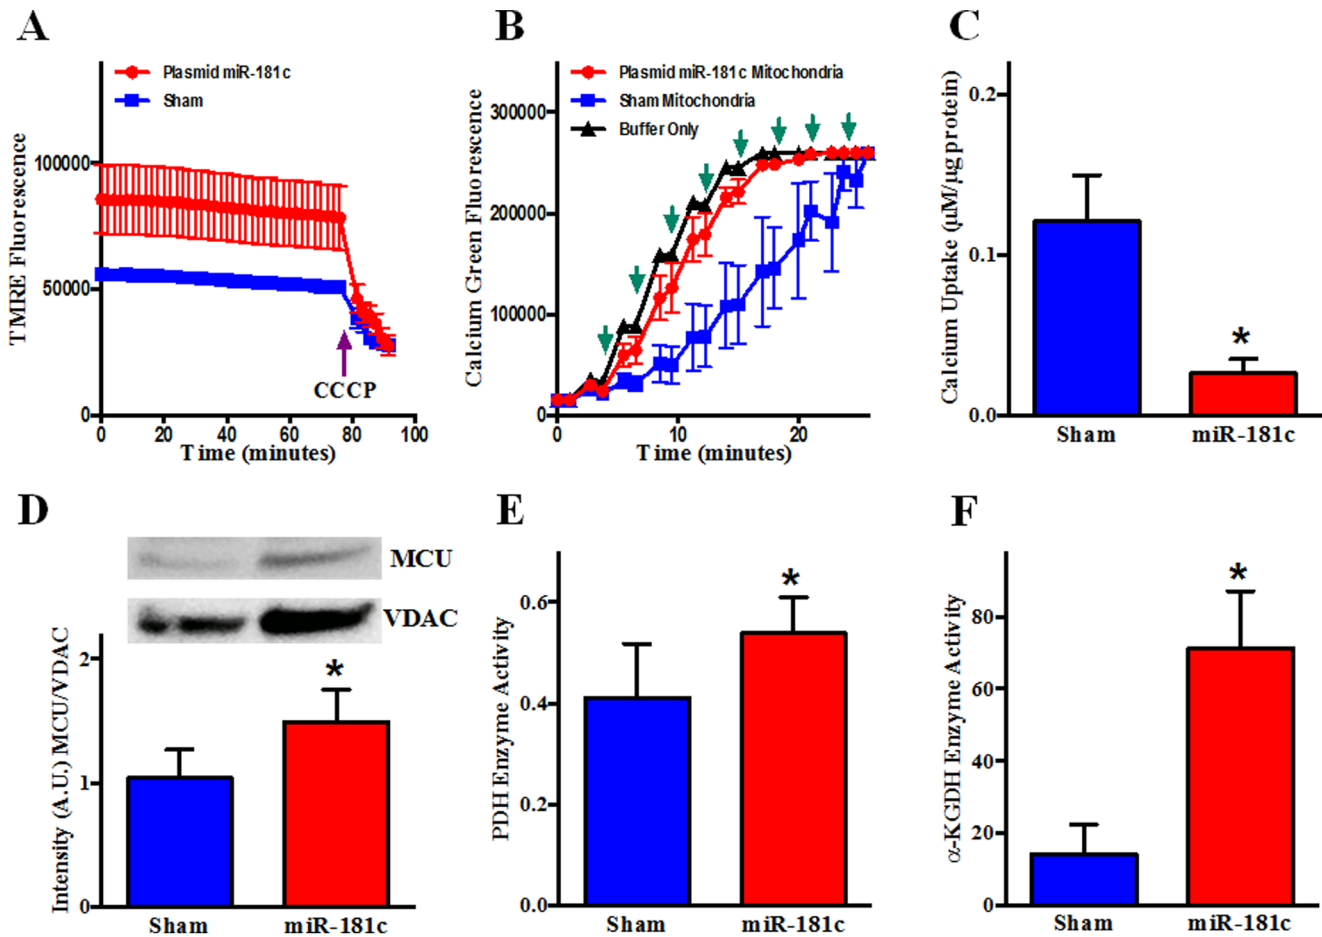 A
Plasmid miR-181c
Sham
TMRE Fluorescence
100000
50000
0
0
20
40
60
80
100
CCCP
Time (minutes)
B
Plasmid miR-181c Mitochondria
Sham Mitochondria
Buffer Only
Calcium Green Fluorescence
300000
200000
100000
0
0
10
20
Time (minutes)
C
Calcium Uptake (µM/µg protein)
0.2
0.1
0.0
*
Sham
miR-181c
D
MCU
VDAC
Intensity (A.U.) MCU/VDAC
2
1
0
*
Sham
miR-181c
E
PDH Enzyme Activity
0.6
0.4
0.2
0.0
*
Sham
miR-181c
F
α-KGDH Enzyme Activity
80
60
40
20
0
*
Sham
miR-181c